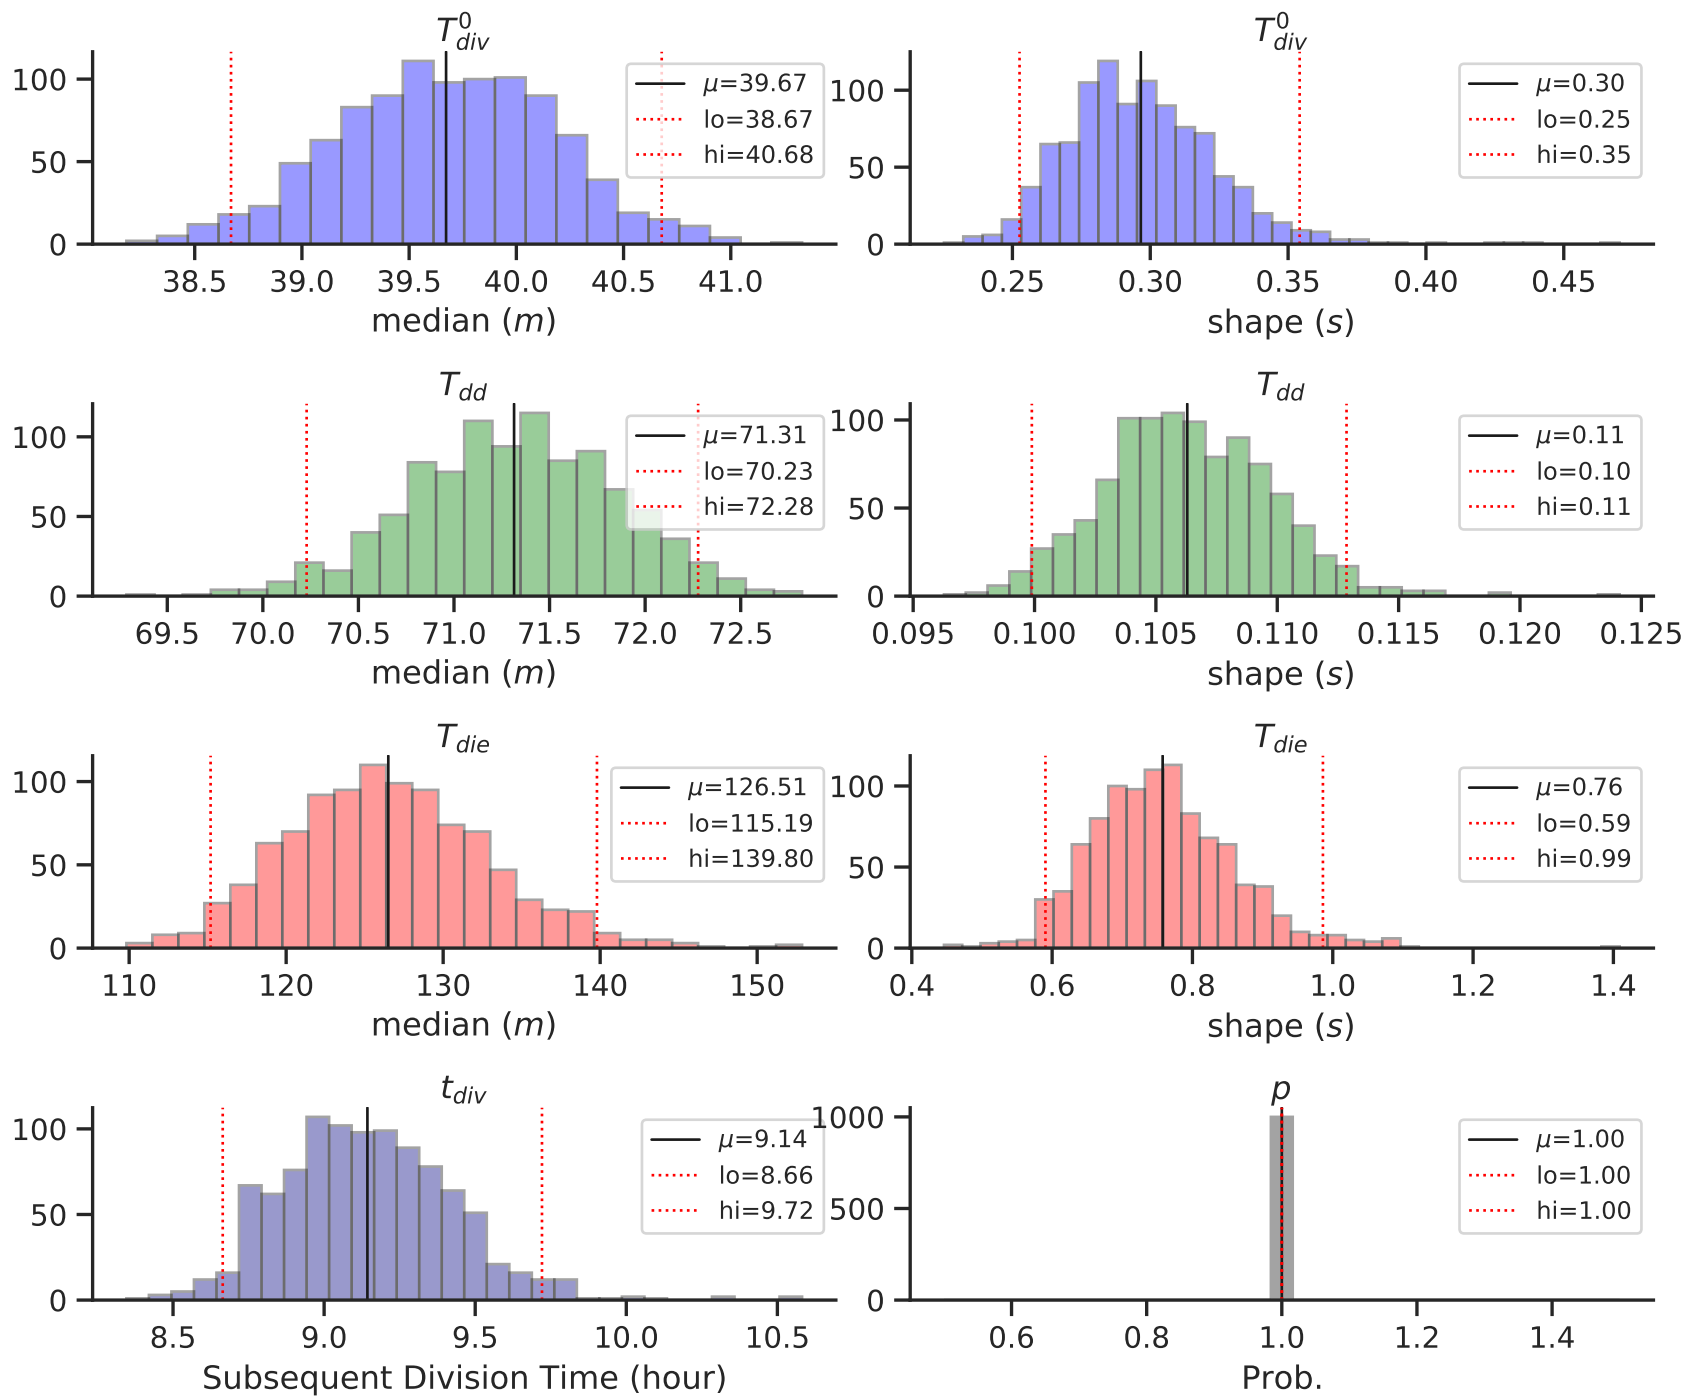 T⁰div
100
50
0
μ=39.67
lo=38.67
hi=40.68
38.5 39.0 39.5 40.0 40.5 41.0
median (m)
T⁰div
100
50
0
μ=0.30
lo=0.25
hi=0.35
0.25 0.30 0.35 0.40 0.45
shape (s)
Tdd
100
50
0
μ=71.31
lo=70.23
hi=72.28
69.5 70.0 70.5 71.0 71.5 72.0 72.5
median (m)
Tdd
100
50
0
μ=0.11
lo=0.10
hi=0.11
0.095 0.100 0.105 0.110 0.115 0.120 0.125
shape (s)
Tdie
100
50
0
μ=126.51
lo=115.19
hi=139.80
110 120 130 140 150
median (m)
Tdie
100
50
0
μ=0.76
lo=0.59
hi=0.99
0.4 0.6 0.8 1.0 1.2 1.4
shape (s)
tdiv
100
50
0
μ=9.14
lo=8.66
hi=9.72
8.5 9.0 9.5 10.0 10.5
Subsequent Division Time (hour)
p
1000
500
0
μ=1.00
lo=1.00
hi=1.00
0.6 0.8 1.0 1.2 1.4
Prob.